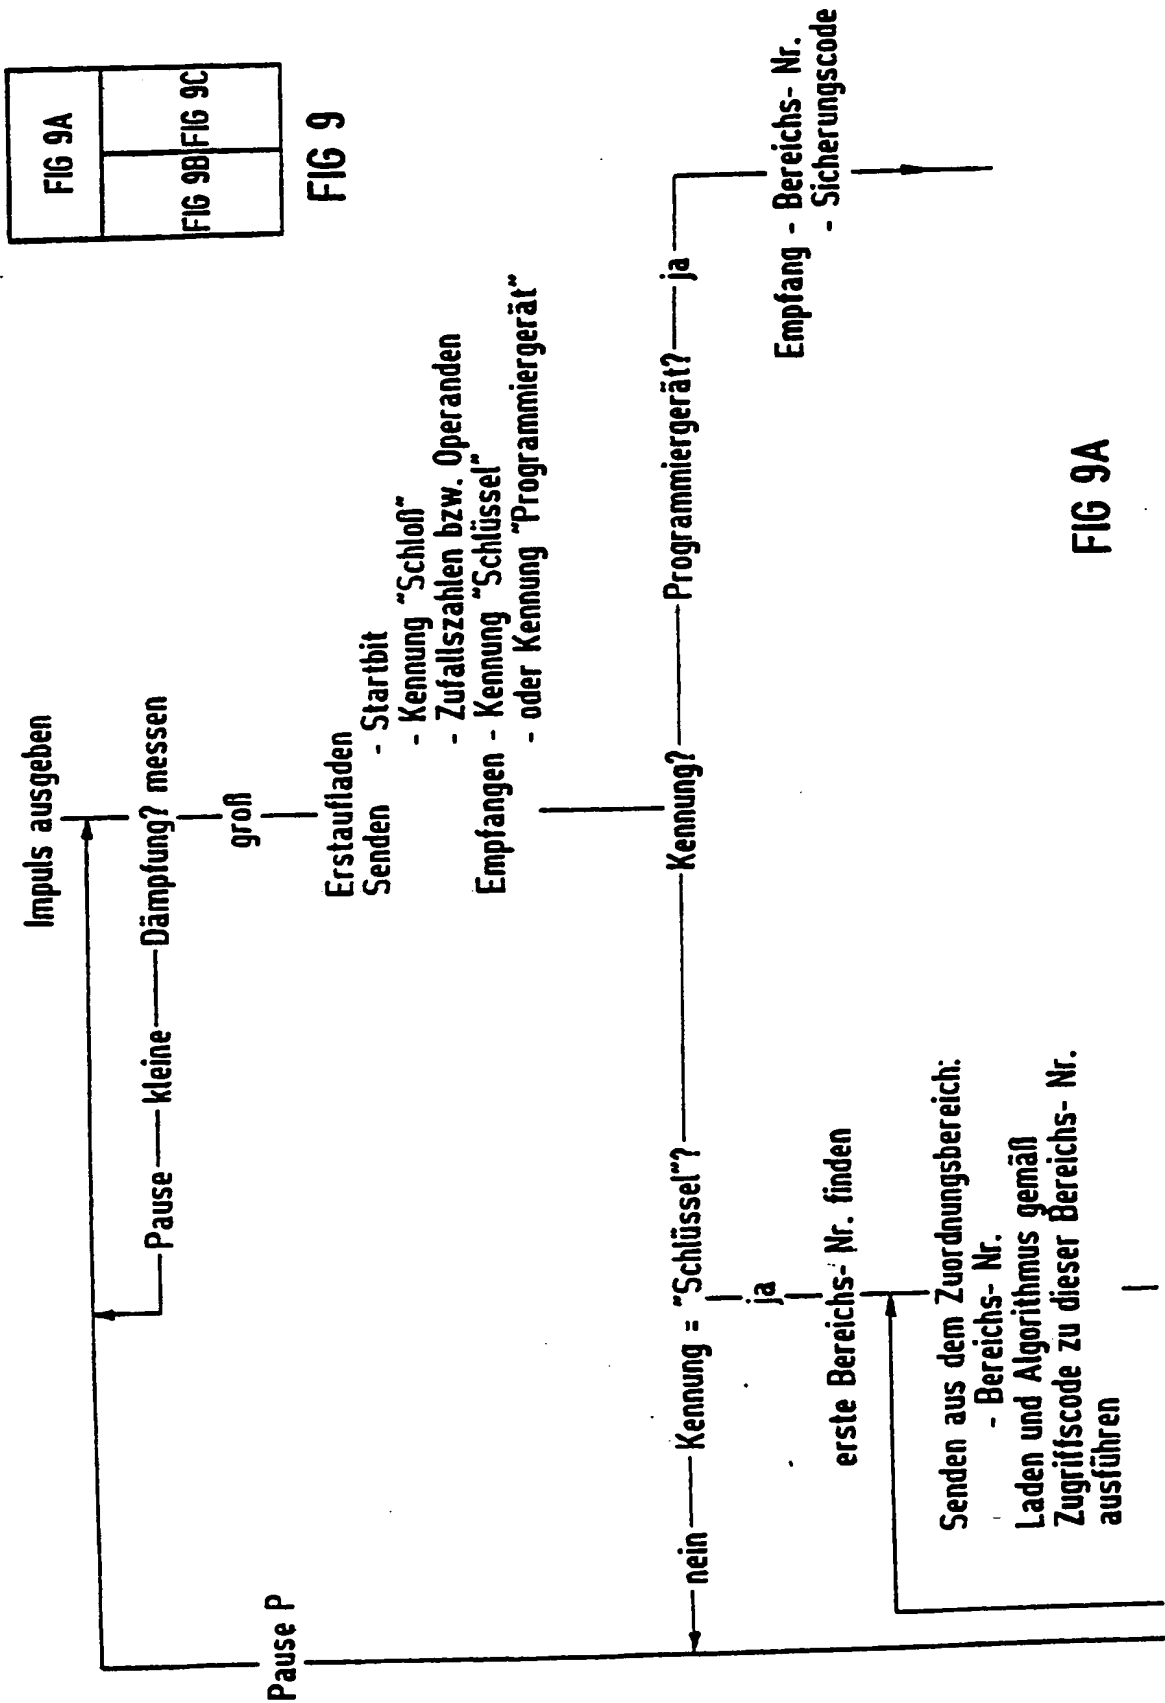 FIG 9A
FIG 9B
FIG 9C
FIG 9
Impuls ausgeben
Pause
kleine
Dämpfung? messen
groß
Erstaufladen
Senden - Startbit
- Kennung "Schloß"
- Zufallszahlen bzw. Operanden
Empfangen - Kennung "Schlüssel"
- oder Kennung "Programmiergerät"
Pause P
nein
Kennung = "Schlüssel"?
Kennung?
Programmiergerät?
ja
ja
Empfang - Bereichs- Nr.
- Sicherungscode
erste Bereichs- Nr. finden
Senden aus dem Zuordnungsbereich:
- Bereichs- Nr.
Laden und Algorithmus gemäß
Zugriffscode zu dieser Bereichs- Nr.
ausführen
FIG 9A